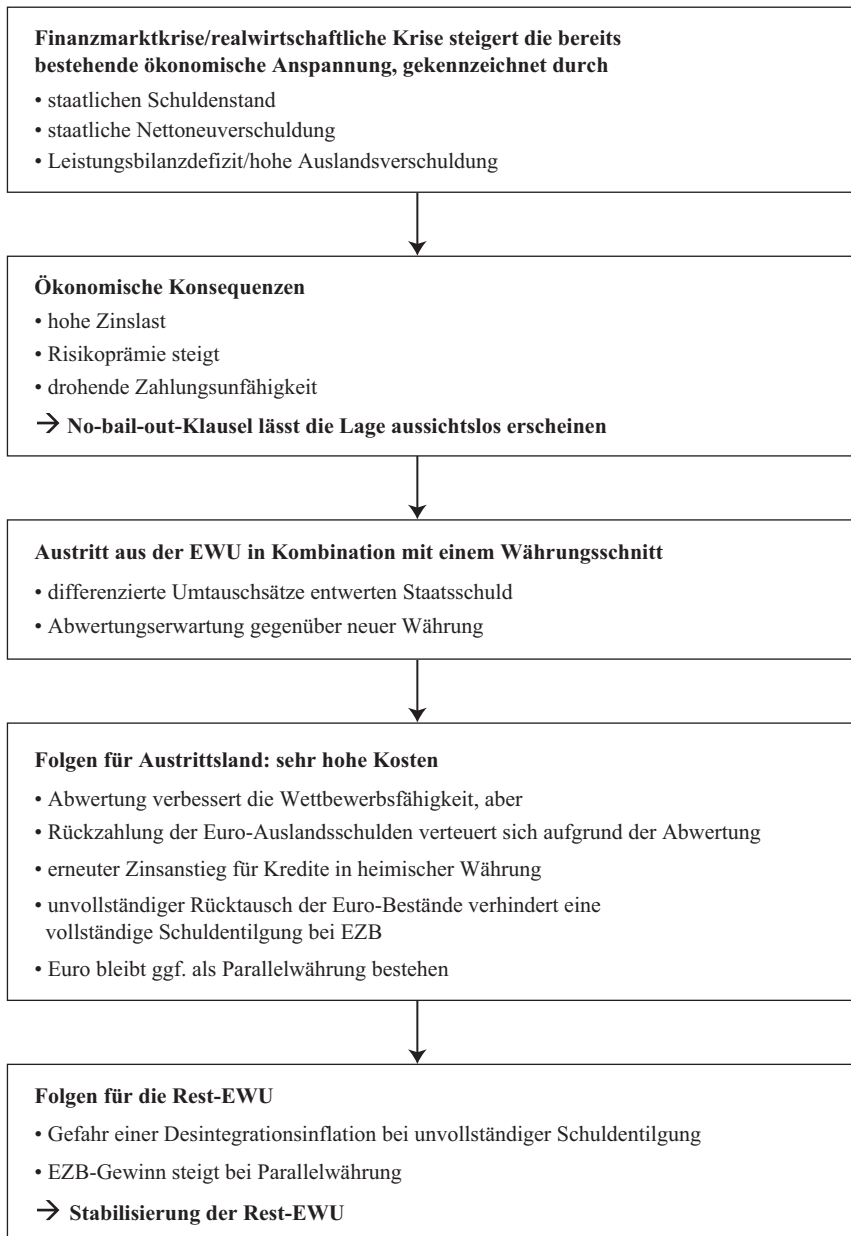 Finanzmarktkrise/realwirtschaftliche Krise steigert die bereits
bestehende ökonomische Anspannung, gekennzeichnet durch
• staatlichen Schuldenstand
• staatliche Nettoneuverschuldung
• Leistungsbilanzdefizit/hohe Auslandsverschuldung
Ökonomische Konsequenzen
• hohe Zinslast
• Risikoprämie steigt
• drohende Zahlungsunfähigkeit
→ No-bail-out-Klausel lässt die Lage aussichtslos erscheinen
Austritt aus der EWU in Kombination mit einem Währungsschnitt
• differenzierte Umtauschsätze entwerten Staatsschuld
• Abwertungserwartung gegenüber neuer Währung
Folgen für Austrittsland: sehr hohe Kosten
• Abwertung verbessert die Wettbewerbsfähigkeit, aber
• Rückzahlung der Euro-Auslandsschulden verteuert sich aufgrund der Abwertung
• erneuter Zinsanstieg für Kredite in heimischer Währung
• unvollständiger Rücktausch der Euro-Bestände verhindert eine
vollständige Schuldentilgung bei EZB
• Euro bleibt ggf. als Parallelwährung bestehen
Folgen für die Rest-EWU
• Gefahr einer Desintegrationsinflation bei unvollständiger Schuldentilgung
• EZB-Gewinn steigt bei Parallelwährung
→ Stabilisierung der Rest-EWU